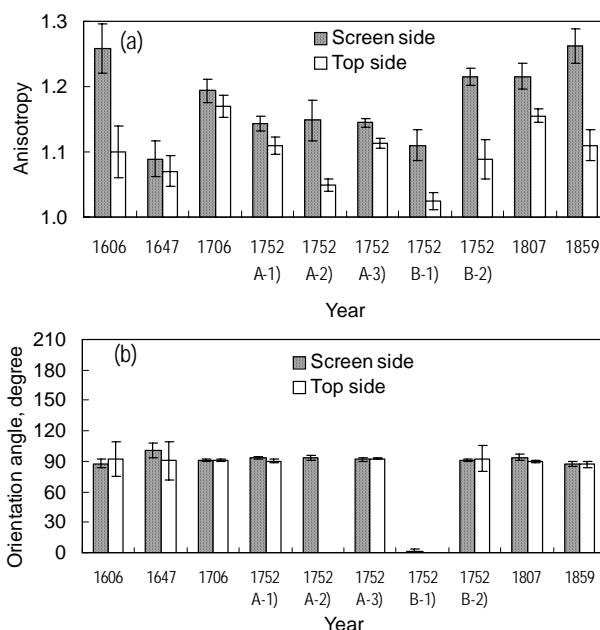 1.3
(a)
Screen side
Top side
1.2
1.1
1.0
Anisotropy
1606 1647 1706 1752 1752 1752 1752 1752 1807 1859
A-1) A-2) A-3) B-1) B-2)
Year
210
(b)
Screen side
Top side
180
150
120
90
60
30
0
Orientation angle, degree
1606 1647 1706 1752 1752 1752 1752 1752 1807 1859
A-1) A-2) A-3) B-1) B-2)
Year